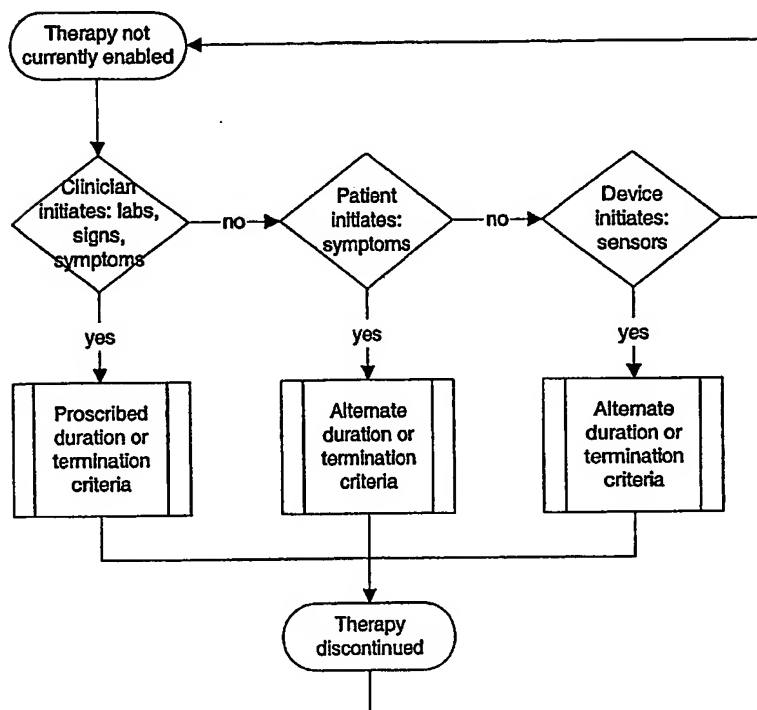 Therapy not
currently enabled
Clinician
initiates: labs,
signs,
symptoms
no
Patient
initiates:
symptoms
no
Device
initiates:
sensors
yes
yes
yes
Proscribed
duration or
termination
criteria
Alternate
duration or
termination
criteria
Alternate
duration or
termination
criteria
Therapy
discontinued